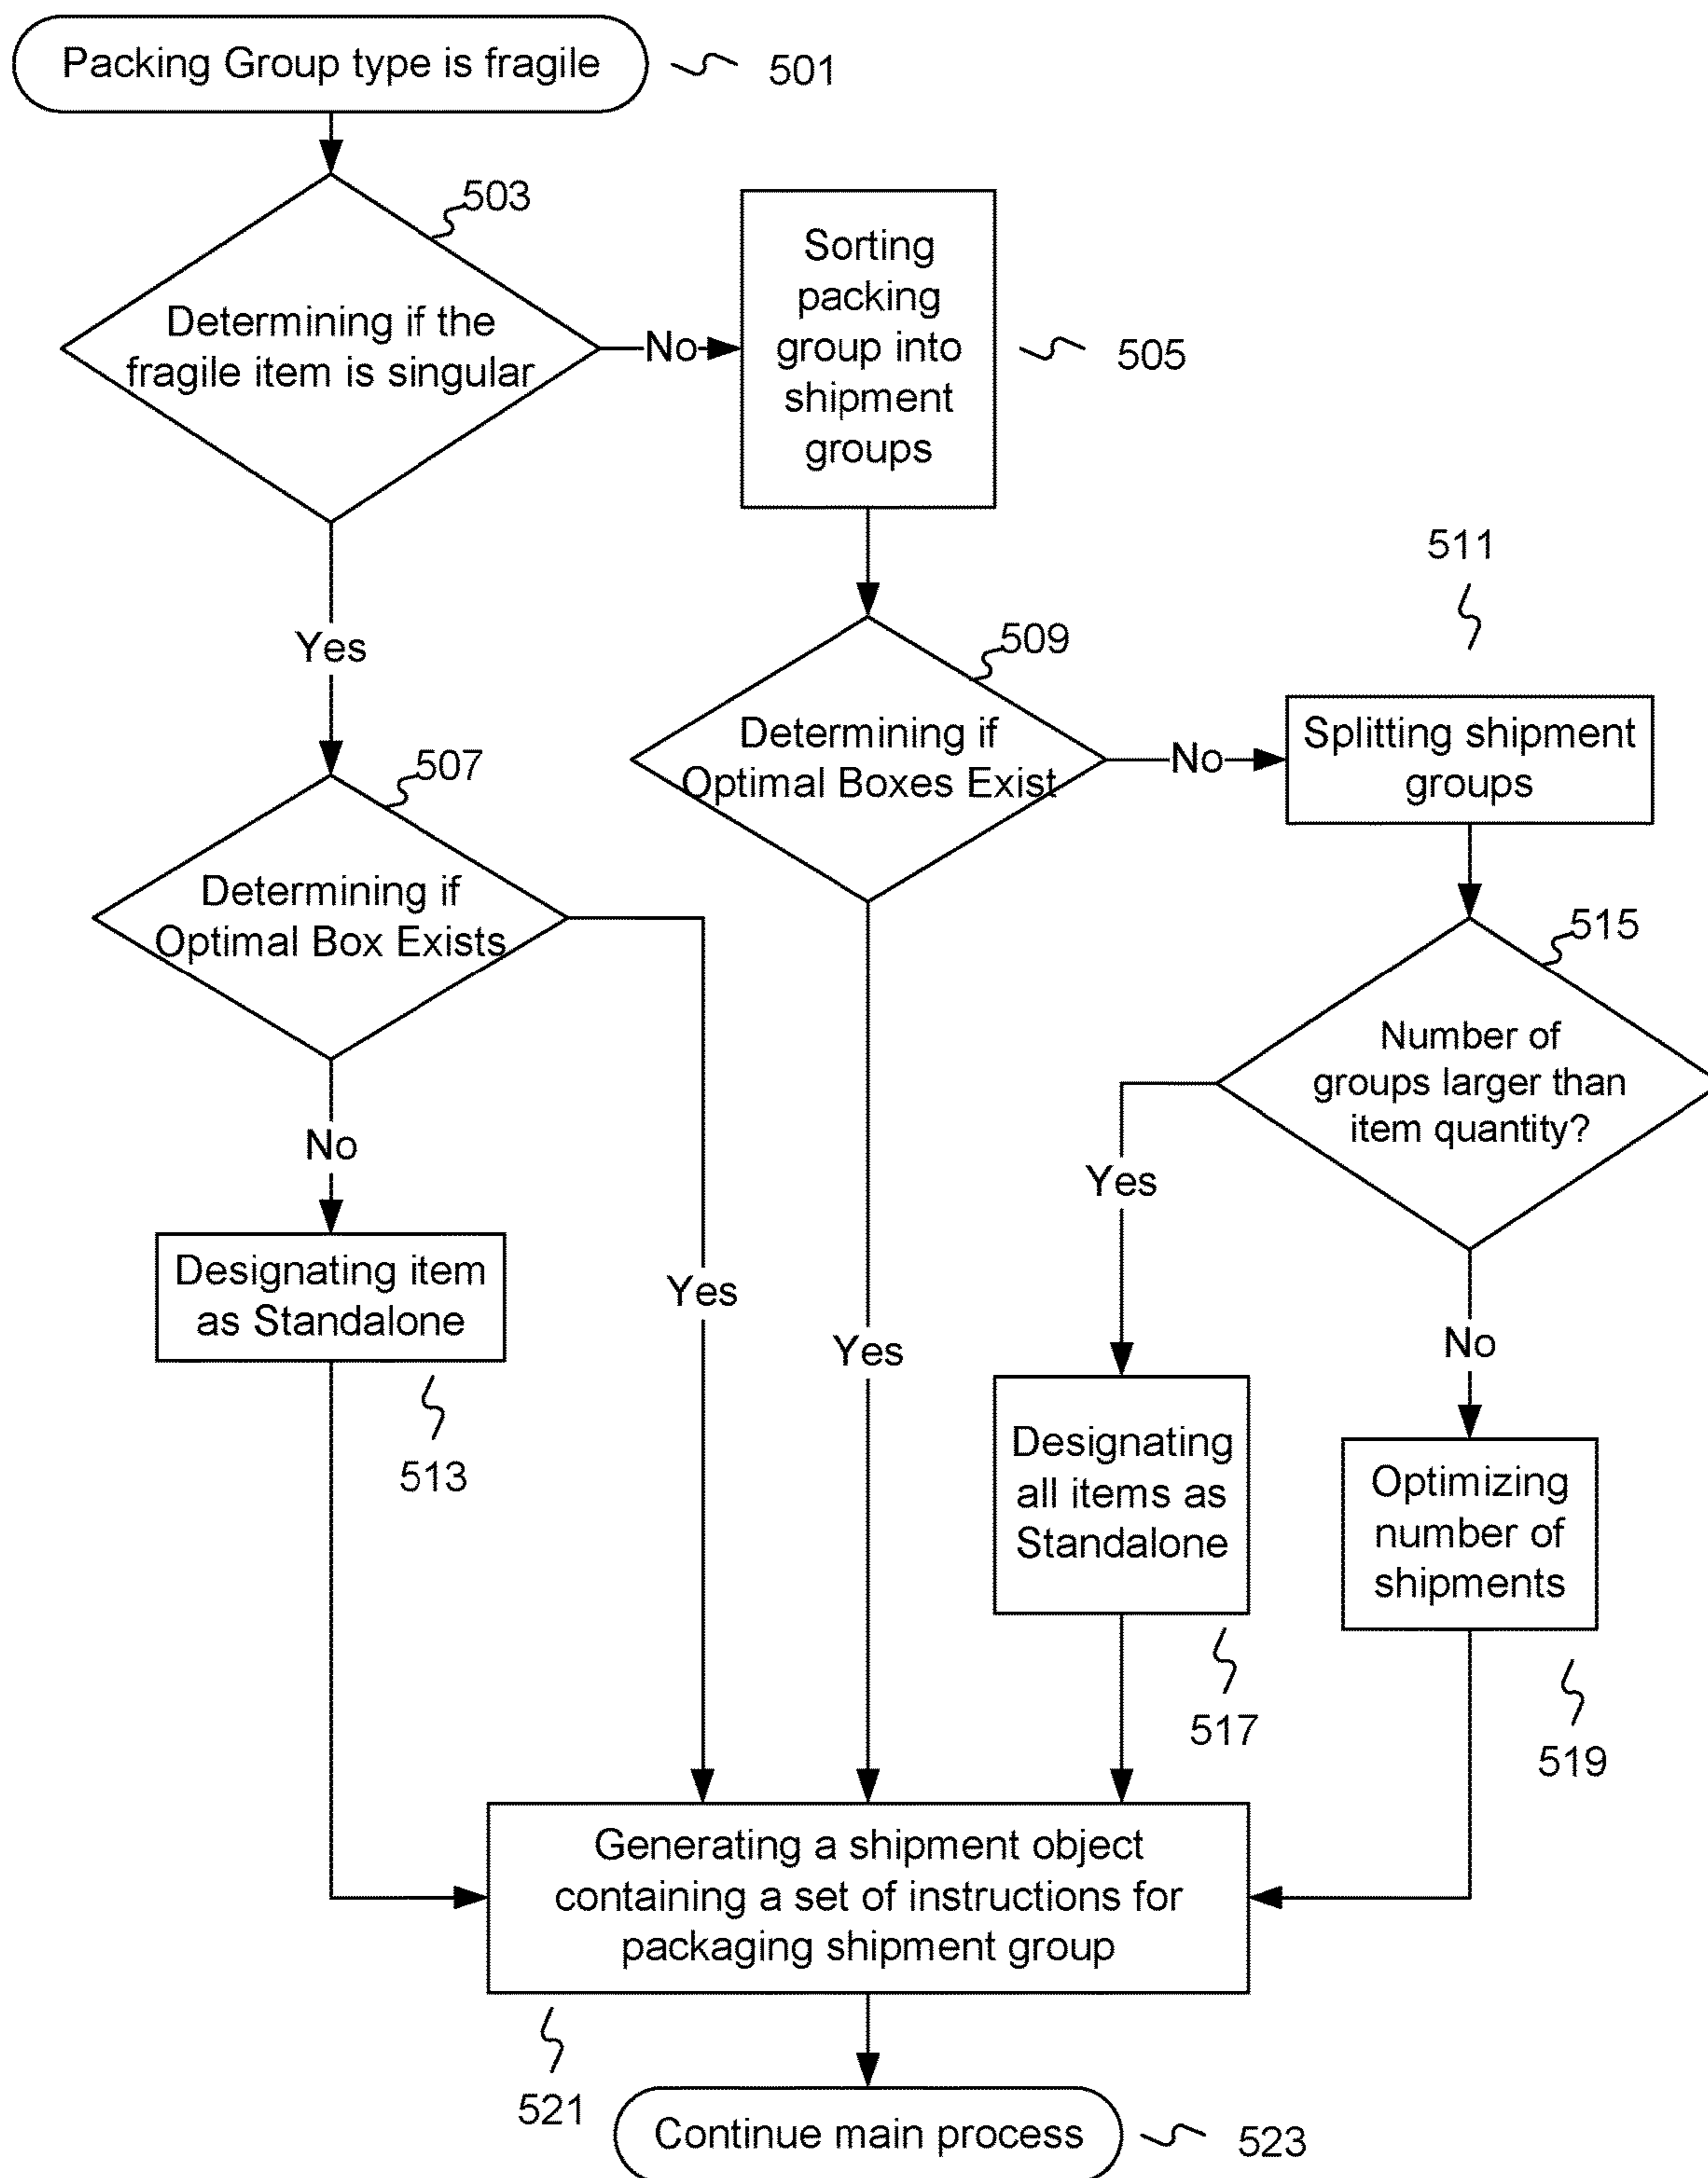 Packing Group type is fragile
501
503
Determining if the
fragile item is singular
No
Sorting
packing
group into
shipment
groups
505
Yes
511
509
Determining if
Optimal Boxes Exist
No
Splitting shipment
groups
507
Determining if
Optimal Box Exists
515
Number of
groups larger than
item quantity?
No
Yes
Designating item
as Standalone
513
Yes
Yes
No
Designating
all items as
Standalone
517
Optimizing
number of
shipments
519
Generating a shipment object
containing a set of instructions for
packaging shipment group
521
Continue main process
523